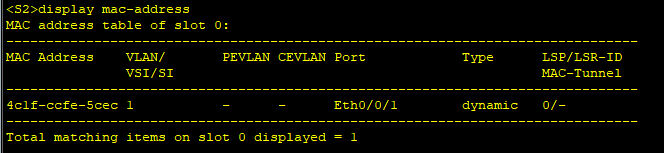 <S2>display mac-address
MAC address table of slot 0:
-------------------------------------------------------------------------------
MAC Address    VLAN/       PEVLAN CEVLAN Port            Type      LSP/LSR-ID
               VSI/SI                                              MAC-Tunnel
-------------------------------------------------------------------------------
4c1f-ccfe-5cec 1           -      -      Eth0/0/1        dynamic   0/-
-------------------------------------------------------------------------------
Total matching items on slot 0 displayed = 1